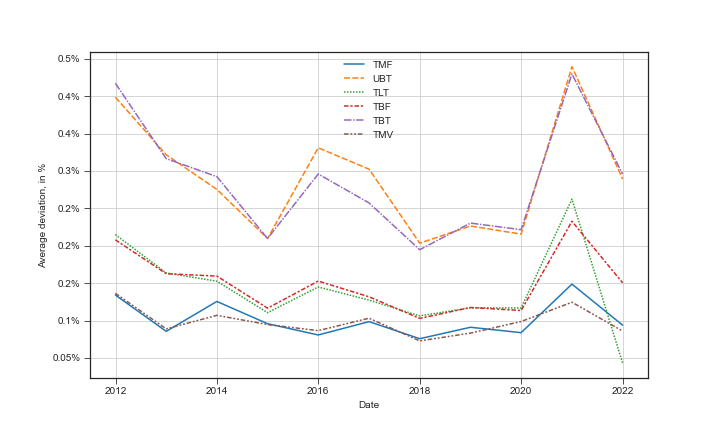 0.5%
0.4%
0.4%
0.3%
0.2%
0.2%
0.2%
0.1%
0.05%
Average deviation, in %
TMF
UBT
TLT
TBF
TBT
TMV
2012
2014
2016
2018
2020
2022
Date